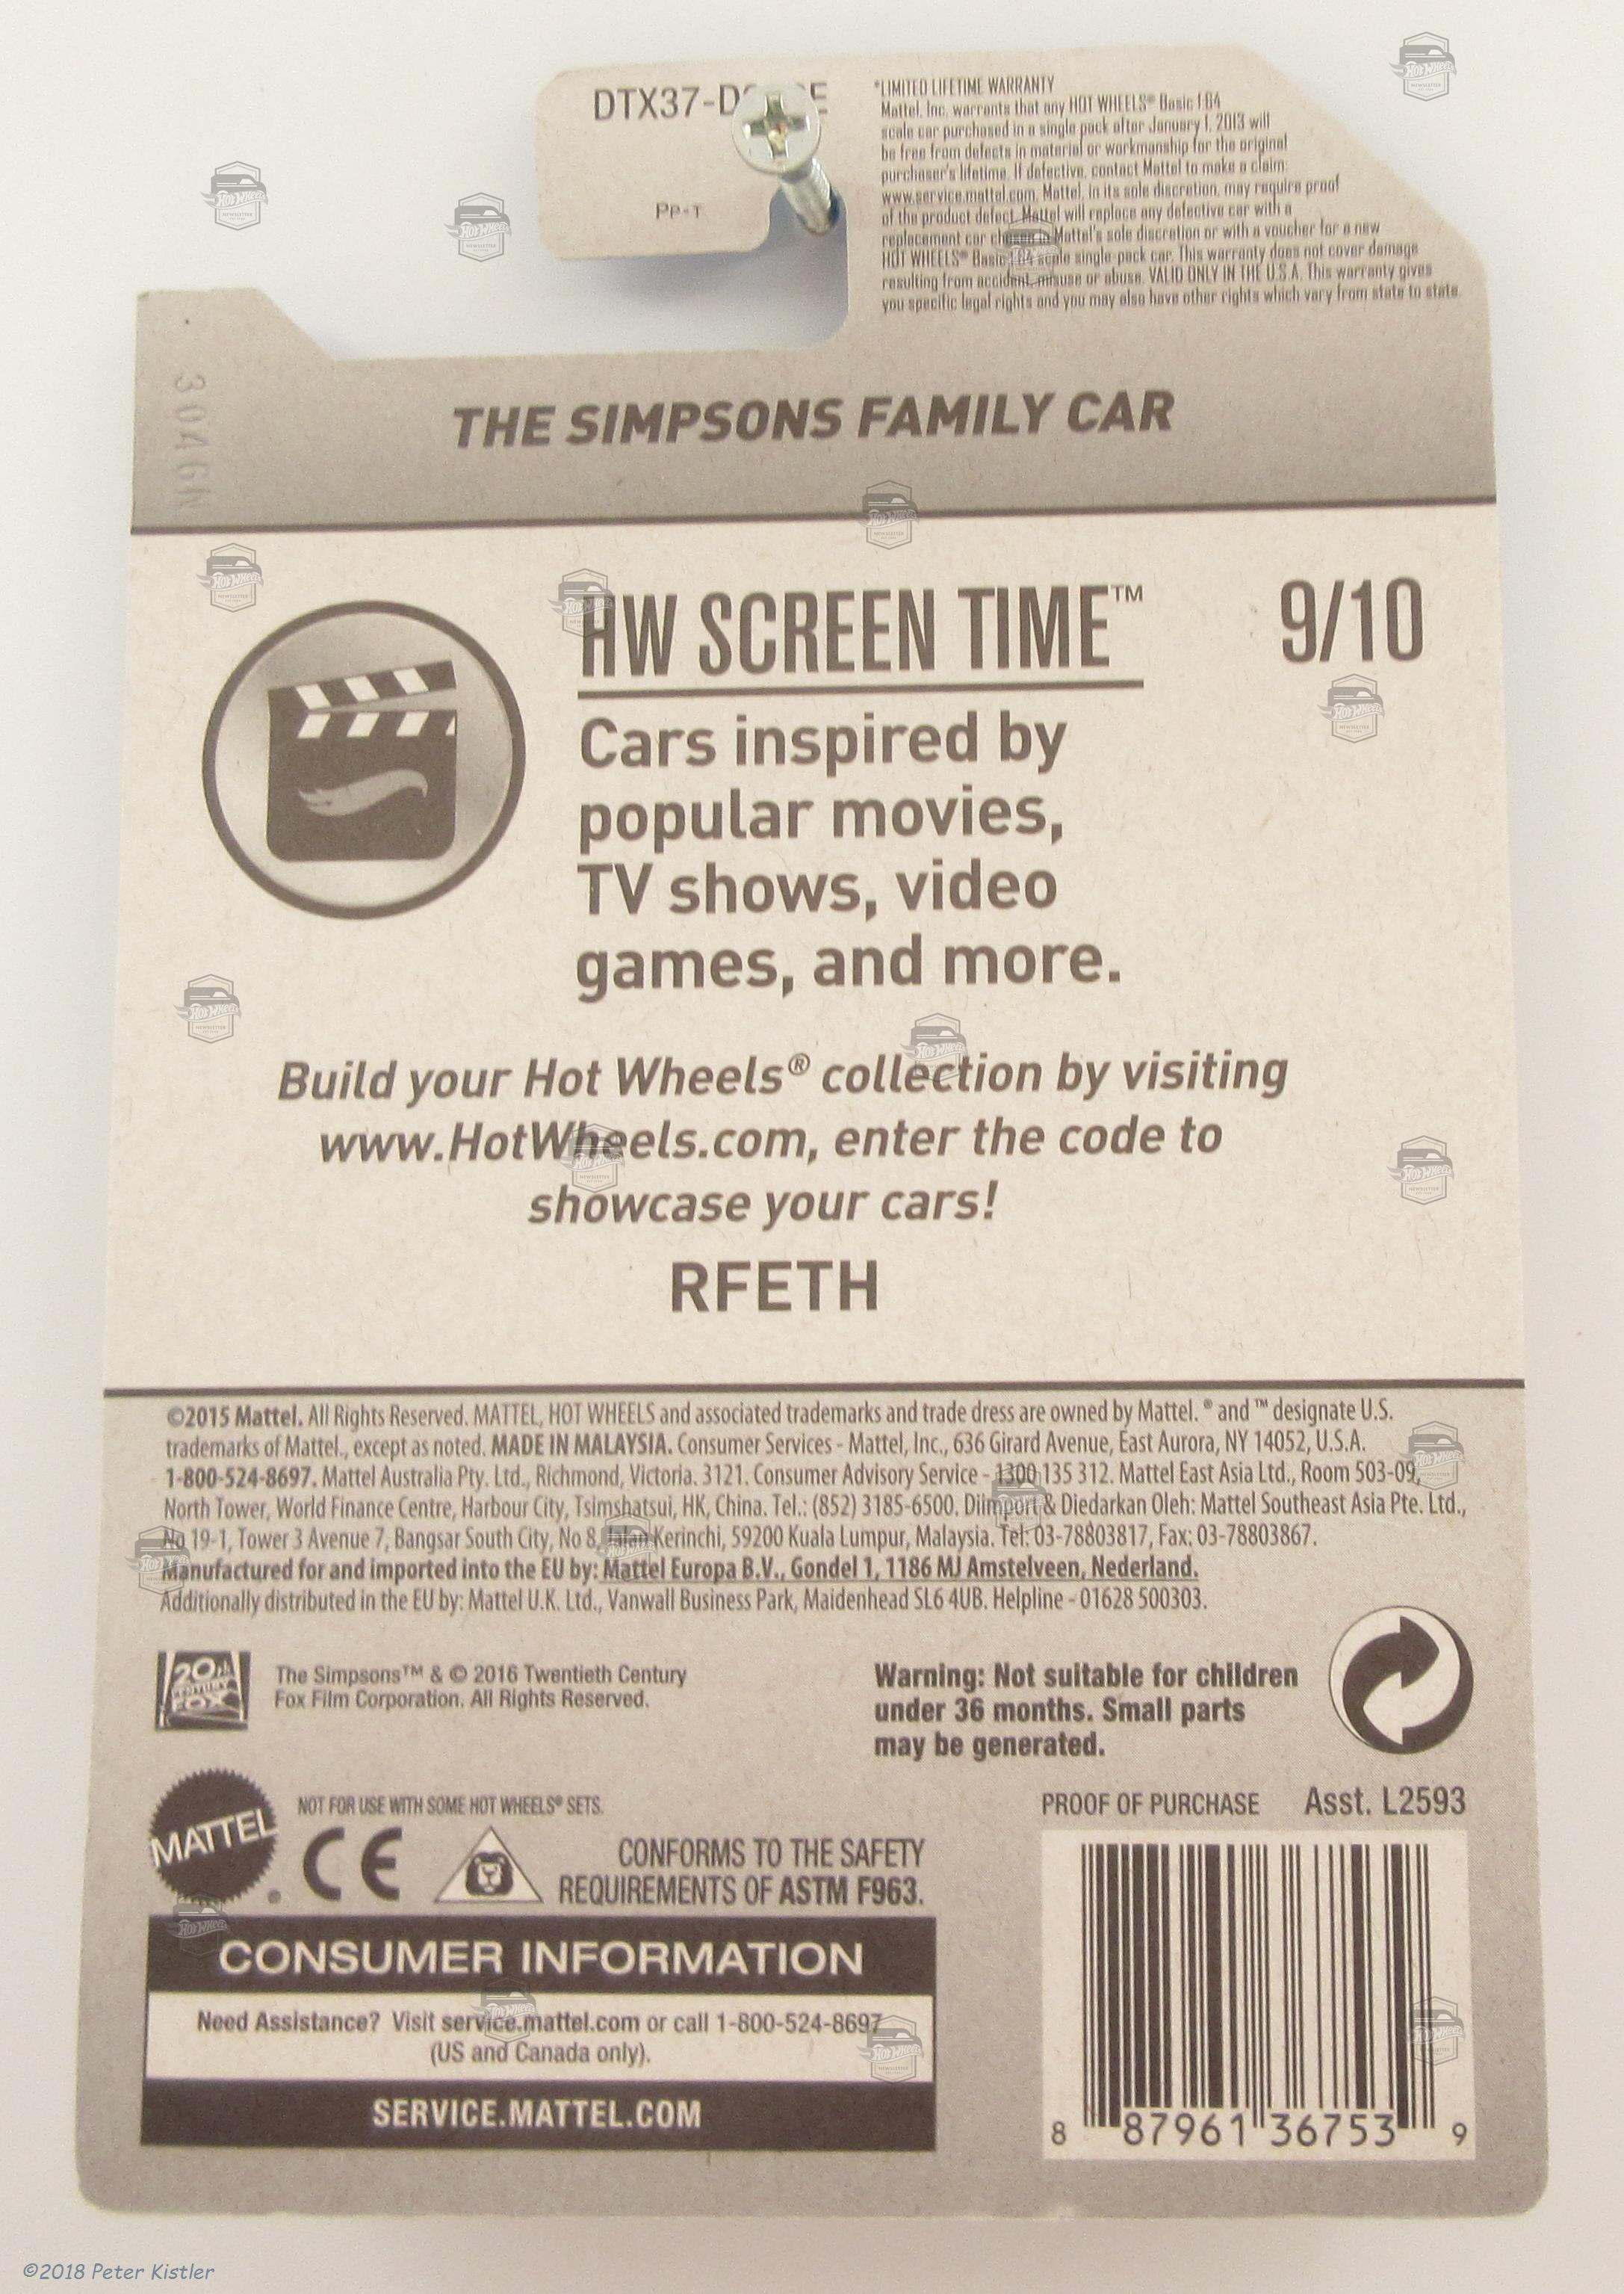 DTX37-D
PP-T
*LIMITED LIFETIME WARRANTY
Mattel, Inc. warrants that any HOT WHEELS® Basic 1:64
scale car purchased in a single pack after January 1, 2013 will
be free from defects in material or workmanship for the original
purchaser's lifetime. If defective, contact Mattel to make a claim:
www.service.mattel.com. Mattel, in its sole discretion, may require proof
of the product defect. Mattel will replace any defective car with a
replacement car chosen in Mattel's sole discretion or with a voucher for a new
HOT WHEELS® Basic 1:64 scale single-pack car. This warranty does not cover damage
resulting from accident, misuse or abuse. VALID ONLY IN THE U.S.A. This warranty gives
you specific legal rights and you may also have other rights which vary from state to state.
THE SIMPSONS FAMILY CAR
HW SCREEN TIME™ 9/10
Cars inspired by
popular movies,
TV shows, video
games, and more.
Build your Hot Wheels® collection by visiting
www.HotWheels.com, enter the code to
showcase your cars!
RFETH
©2015 Mattel. All Rights Reserved. MATTEL, HOT WHEELS and associated trademarks and trade dress are owned by Mattel. ® and ™ designate U.S.
trademarks of Mattel., except as noted. MADE IN MALAYSIA. Consumer Services - Mattel, Inc., 636 Girard Avenue, East Aurora, NY 14052, U.S.A.
1-800-524-8697. Mattel Australia Pty. Ltd., Richmond, Victoria. 3121. Consumer Advisory Service - 1300 135 312. Mattel East Asia Ltd., Room 503-09,
North Tower, World Finance Centre, Harbour City, Tsimshatsui, HK, China. Tel.: (852) 3185-6500. Diimport & Diedarkan Oleh: Mattel Southeast Asia Pte. Ltd.,
No 19-1, Tower 3 Avenue 7, Bangsar South City, No 8, Jalan Kerinchi, 59200 Kuala Lumpur, Malaysia. Tel: 03-78803817, Fax: 03-78803867.
Manufactured for and imported into the EU by: Mattel Europa B.V., Gondel 1, 1186 MJ Amstelveen, Nederland.
Additionally distributed in the EU by: Mattel U.K. Ltd., Vanwall Business Park, Maidenhead SL6 4UB. Helpline - 01628 500303.
20TH
CENTURY
FOX
The Simpsons™ & © 2016 Twentieth Century
Fox Film Corporation. All Rights Reserved.
Warning: Not suitable for children
under 36 months. Small parts
may be generated.
MATTEL
NOT FOR USE WITH SOME HOT WHEELS® SETS.
CE
CONFORMS TO THE SAFETY
REQUIREMENTS OF ASTM F963.
PROOF OF PURCHASE Asst. L2593
CONSUMER INFORMATION
Need Assistance? Visit service.mattel.com or call 1-800-524-8697
(US and Canada only).
SERVICE.MATTEL.COM
8 87961 36753 9
©2018 Peter Kistler